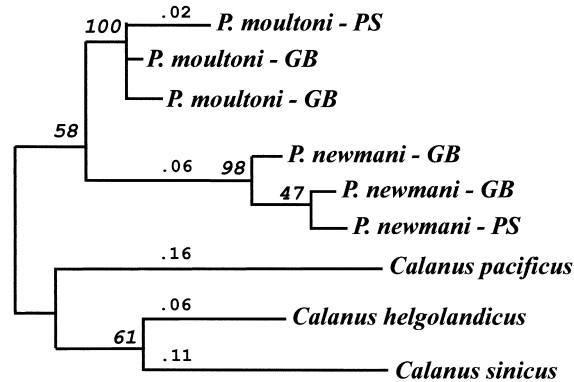 .02
100
P. moultoni - PS
P. moultoni - GB
P. moultoni - GB
58
P. newmani - GB
.06
98
47
P. newmani - GB
P. newmani - PS
.16
Calanus pacificus
.06
Calanus helgolandicus
61
.11
Calanus sinicus